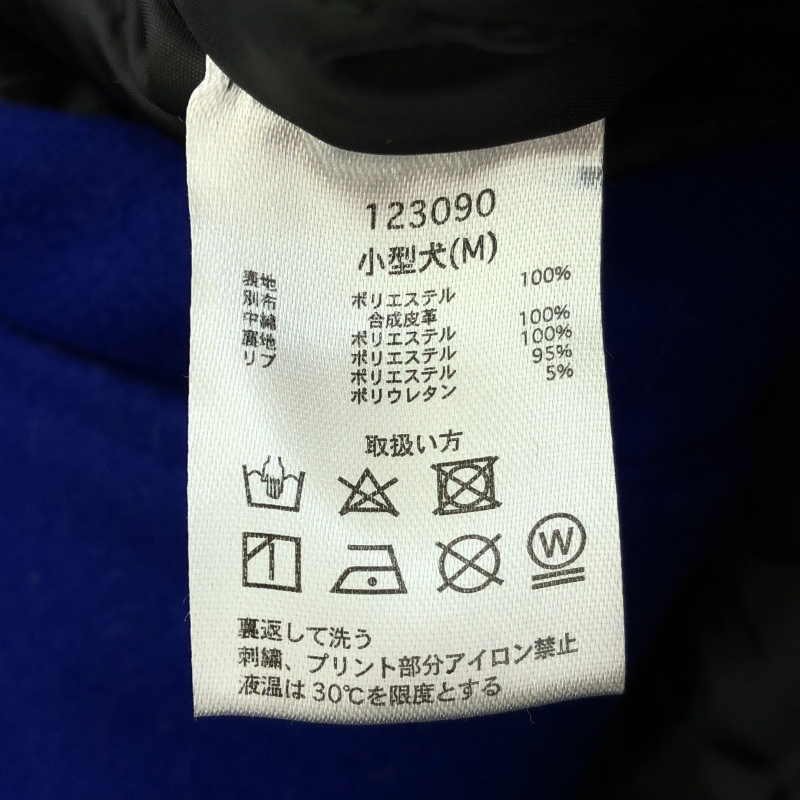 123090
小型犬(M)
表地 ポリエステル 100%
別布 合成皮革
中綿 ポリエステル 100%
裏地 ポリエステル 100%
リブ ポリエステル 95%
ポリウレタン 5%
取扱い方
W
裏返して洗う
刺繍、プリント部分アイロン禁止
液温は30℃を限度とする